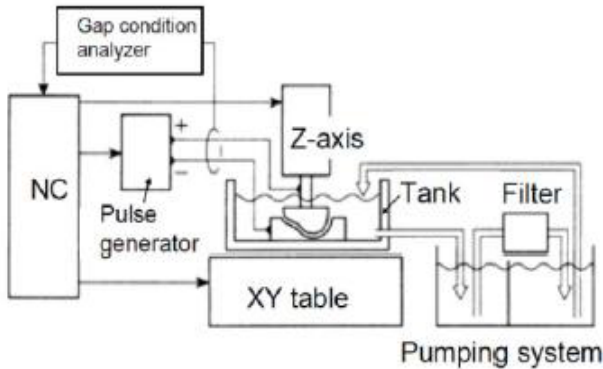 Gap condition
analyzer
+
Z-axis
NC
−
Pulse
generator
Tank
Filter
XY table
Pumping system